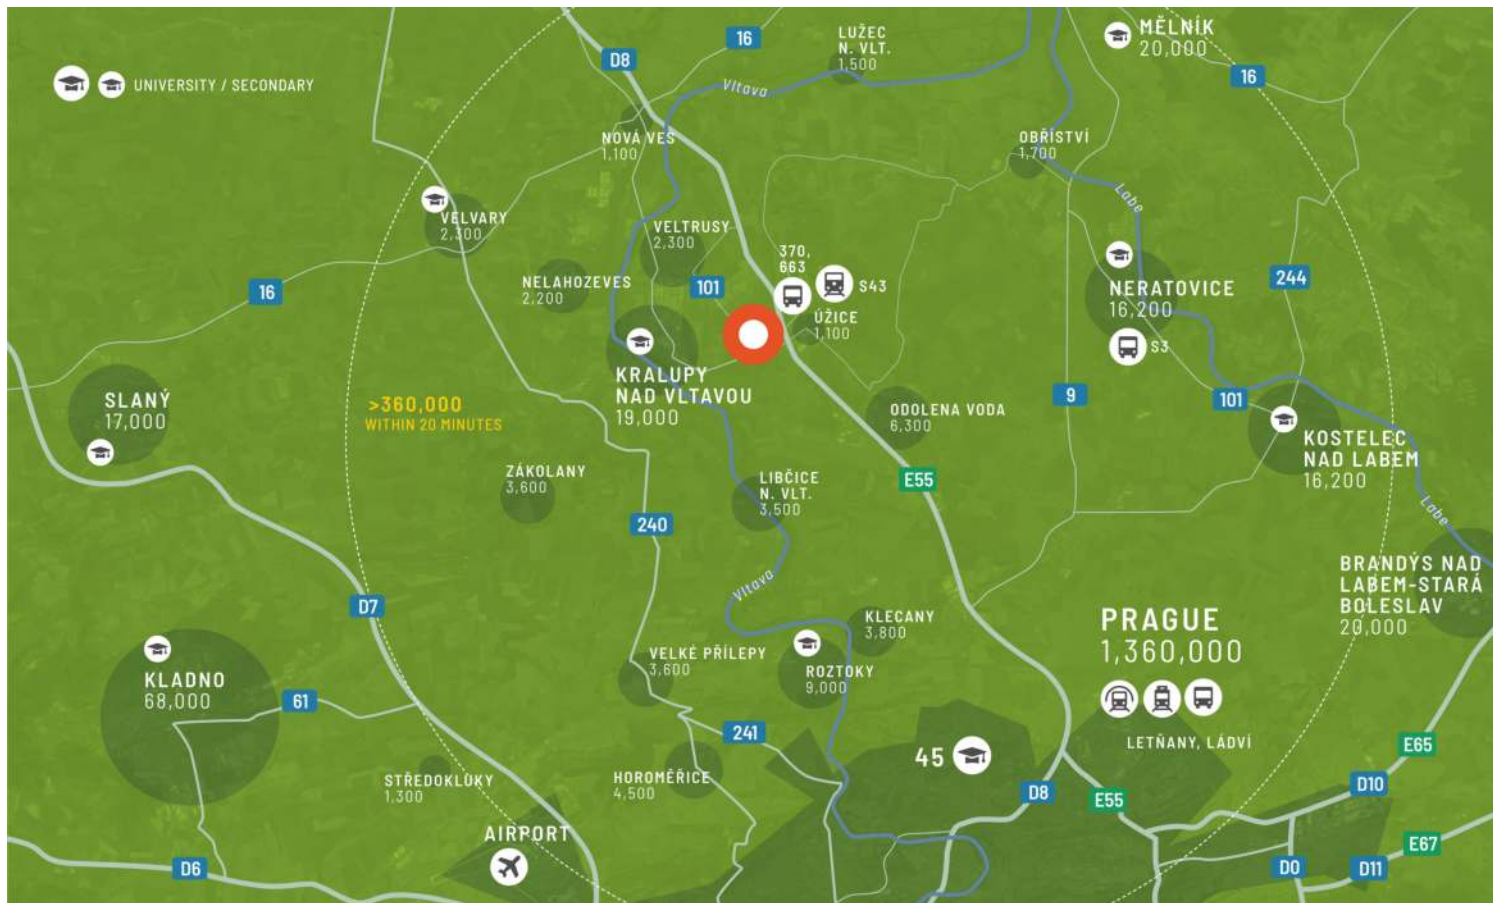 UNIVERSITY / SECONDARY
D8
16
LUŽEC
N. VLT.
1,500
MĚLNÍK
20,000
16
Vltava
NOVÁ VES
1,100
OBŘÍSTVÍ
1,700
Labe
VELVARY
2,300
VELTRUSY
2,300
370,
663
S43
NELAHOZEVES
2,200
101
16
ÚŽICE
1,100
NERATOVICE
16,200
S3
244
KRALUPY
NAD VLTAVOU
19,000
SLANÝ
17,000
>360,000
WITHIN 20 MINUTES
ODOLENA VODA
6,300
9
101
KOSTELEC
NAD LABEM
16,200
ZÁKOLANY
3,600
LIBČICE
N. VLT.
3,500
E55
240
Labe
Vltava
D7
BRANDÝS NAD
LABEM-STARÁ
BOLESLAV
20,000
KLECANY
3,800
PRAGUE
1,360,000
LETŇANY, LÁDVÍ
KLADNO
68,000
61
VELKÉ PŘÍLEPY
3,600
ROZTOKY
9,000
241
45
STŘEDOKLUKY
1,300
HOROMĚŘICE
4,500
D8
E55
E65
D10
AIRPORT
D6
E67
D0
D11